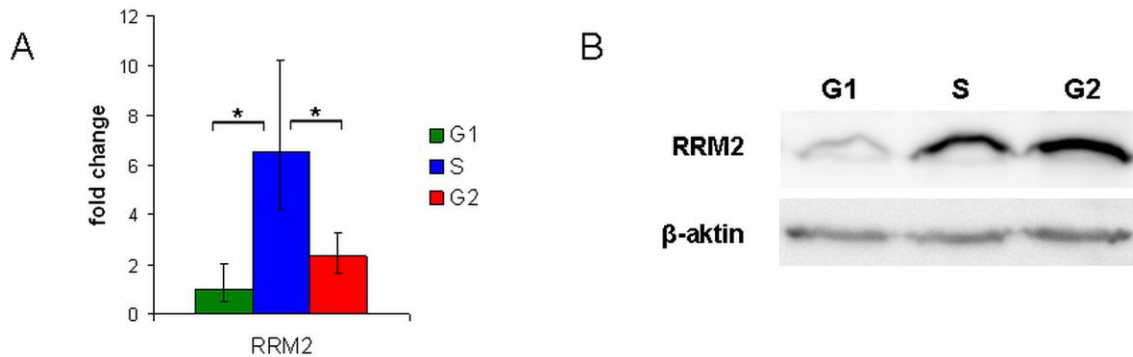 A
12
10
8
6
4
2
0
fold change
* *
G1
S
G2
RRM2
B
G1 S G2
RRM2
β-aktin